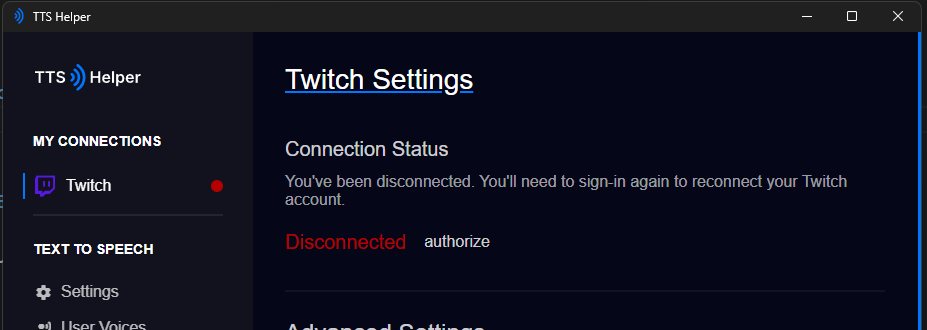 TTS Helper
TTS Helper
MY CONNECTIONS
Twitch
TEXT TO SPEECH
Settings
User Voices
Twitch Settings
Connection Status
You've been disconnected. You'll need to sign-in again to reconnect your Twitch
account.
Disconnected authorize
Advanced Settings